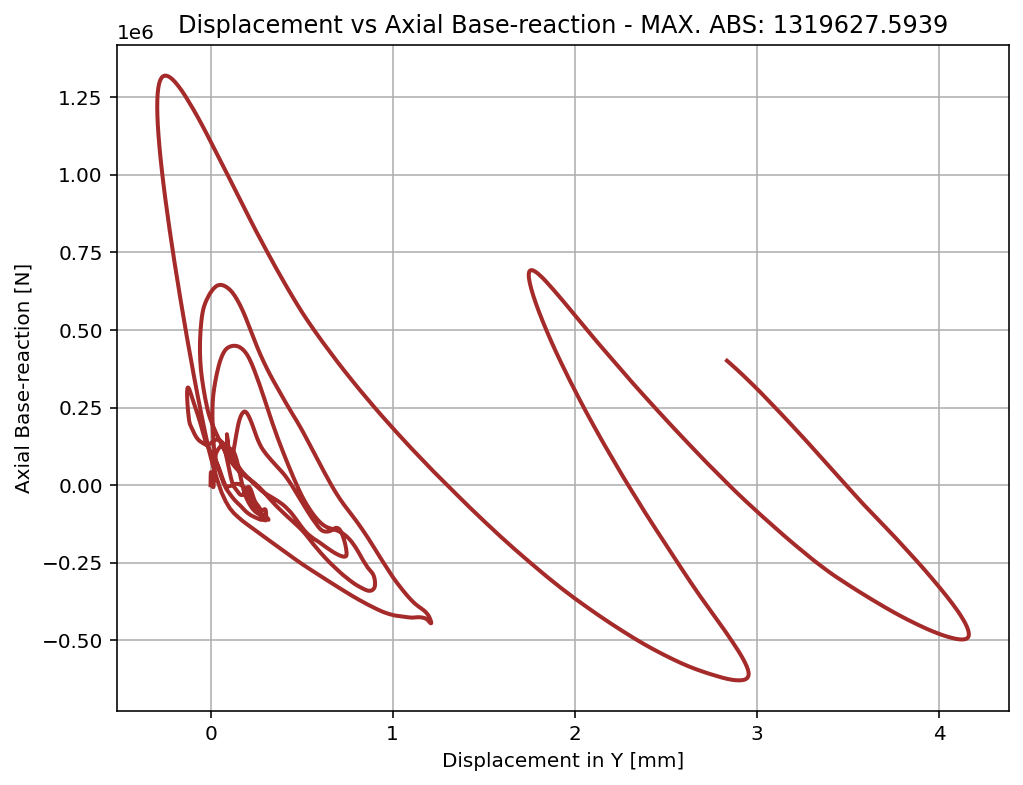 Displacement vs Axial Base-reaction - MAX. ABS: 1319627.5939
1e6
1.25
1.00
0.75
0.50
0.25
0.00
−0.25
−0.50
Axial Base-reaction [N]
0 1 2 3 4
Displacement in Y [mm]